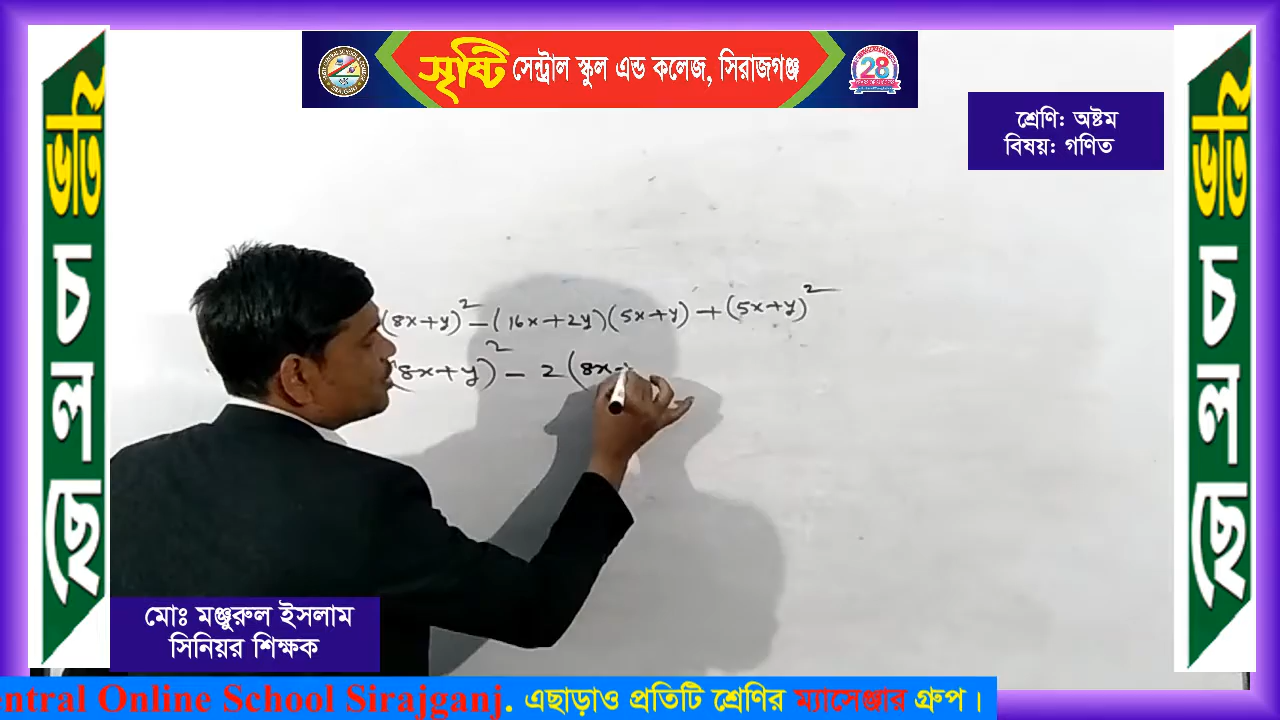 সৃষ্টি সেন্ট্রাল স্কুল এন্ড কলেজ, সিরাজগঞ্জ
28
শ্রেণি: অষ্টম
বিষয়: গণিত
ভর্তি চলছে
ভর্তি চলছে
(8x+y)² – (16x+2y)(5x+y) + (5x+y)²
(8x+y)² – 2(8x
মোঃ মঞ্জুরুল ইসলাম
সিনিয়র শিক্ষক
entral Online School Sirajganj. এছাড়াও প্রতিটি শ্রেণির ম্যাসেঞ্জার গ্রুপ।